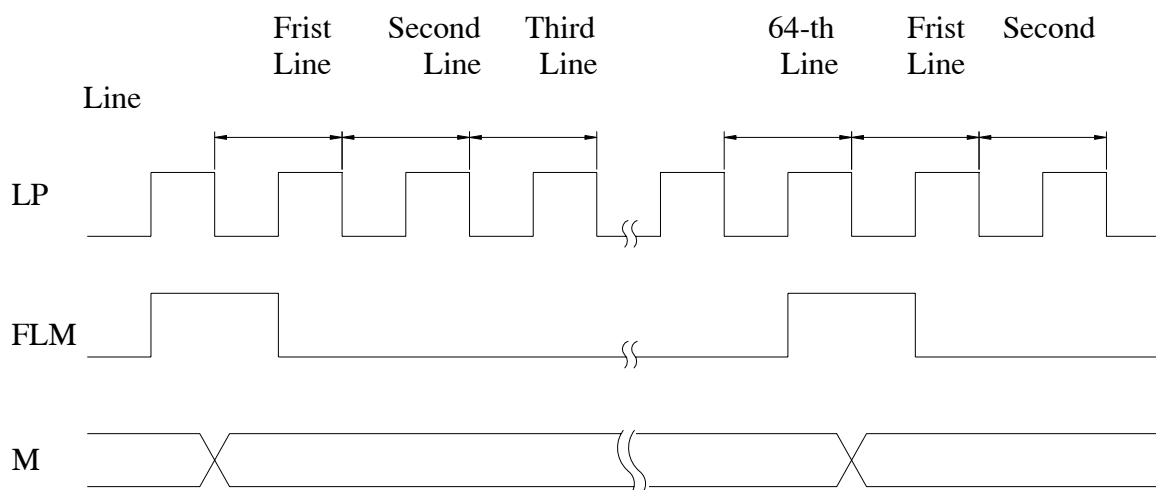 Frist Second Third 64-th Frist Second
Line Line Line Line Line
Line
LP
FLM
M